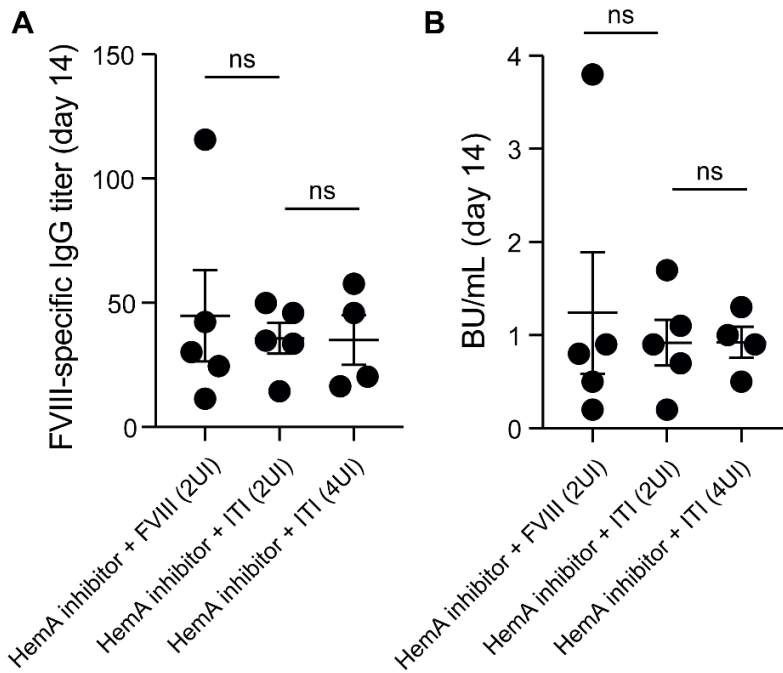 A
FVIII-specific IgG titer (day 14)
150
100
50
0
ns
ns
HemA inhibitor + FVIII (2UI)
HemA inhibitor + ITI (2UI)
HemA inhibitor + ITI (4UI)
B
BU/mL (day 14)
4
3
2
1
0
ns
ns
HemA inhibitor + FVIII (2UI)
HemA inhibitor + ITI (2UI)
HemA inhibitor + ITI (4UI)